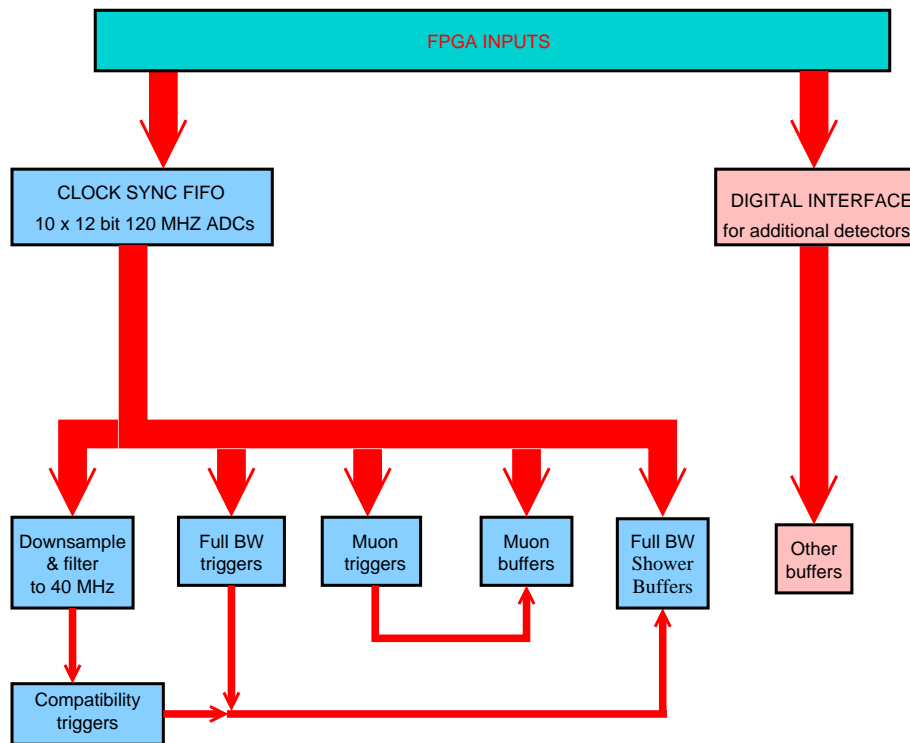 FPGA INPUTS
CLOCK SYNC FIFO
10 x 12 bit 120 MHZ ADCs
DIGITAL INTERFACE
for additional detectors
Downsample
& filter
to 40 MHz
Full BW
triggers
Muon
triggers
Muon
buffers
Full BW
Shower
Buffers
Other
buffers
Compatibility
triggers